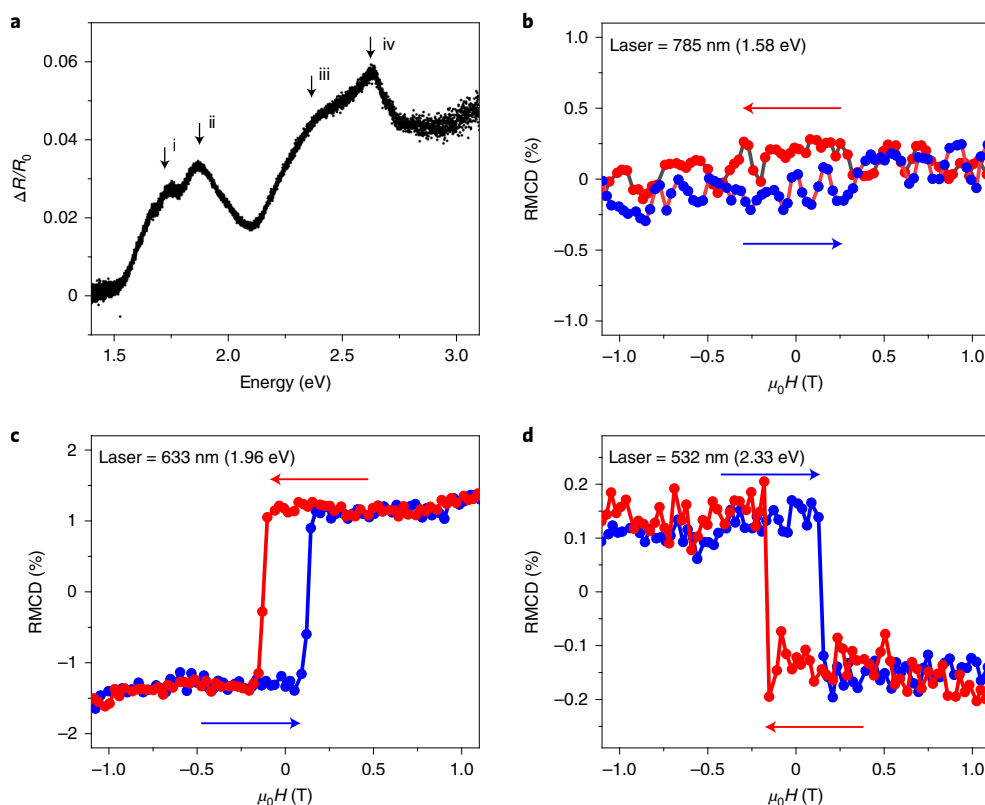 a
0.06
0.04
0.02
0
ΔR/R₀
i
ii
iii
iv
1.5
2.0
2.5
3.0
Energy (eV)
b
Laser = 785 nm (1.58 eV)
1.0
0.5
0
−0.5
−1.0
RMCD (%)
−1.0
−0.5
0
0.5
1.0
μ₀H (T)
c
Laser = 633 nm (1.96 eV)
2
1
0
−1
−2
RMCD (%)
−1.0
−0.5
0
0.5
1.0
μ₀H (T)
d
Laser = 532 nm (2.33 eV)
0.2
0.1
0
−0.1
−0.2
RMCD (%)
−1.0
−0.5
0
0.5
1.0
μ₀H (T)